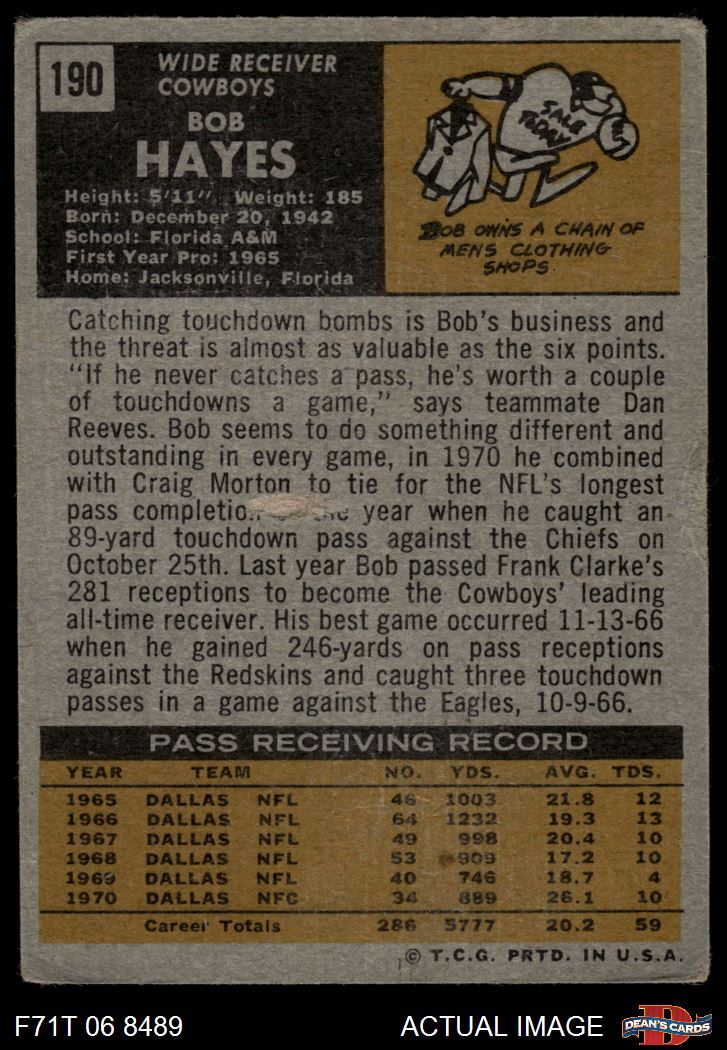 190
WIDE RECEIVER
COWBOYS
BOB
HAYES
Height: 5'11" Weight: 185
Born: December 20, 1942
School: Florida A&M
First Year Pro: 1965
Home: Jacksonville, Florida
SALE
TODAY
BOB OWNS A CHAIN OF
MENS CLOTHING
SHOPS.
Catching touchdown bombs is Bob's business and
the threat is almost as valuable as the six points.
"If he never catches a pass, he's worth a couple
of touchdowns a game," says teammate Dan
Reeves. Bob seems to do something different and
outstanding in every game, in 1970 he combined
with Craig Morton to tie for the NFL's longest
pass year when he caught an
89-yard touchdown pass against the Chiefs on
October 25th. Last year Bob passed Frank Clarke's
281 receptions to become the Cowboys' leading
all-time receiver. His best game occurred 11-13-66
when he gained 246-yards on pass receptions
against the Redskins and caught three touchdown
passes in a game against the Eagles, 10-9-66.
PASS RECEIVING RECORD
YEAR TEAM NO. YDS. AVG. TDS.
1965 DALLAS NFL 46 1003 21.8 12
1966 DALLAS NFL 64 1232 19.3 13
1967 DALLAS NFL 49 998 20.4 10
1968 DALLAS NFL 53 909 17.2 10
1969 DALLAS NFL 40 746 18.7 4
1970 DALLAS NFC 34 889 26.1 10
Career Totals 286 5777 20.2 59
© T.C.G. PRTD. IN U.S.A.
F71T 06 8489 ACTUAL IMAGE
D
DEAN'S CARDS